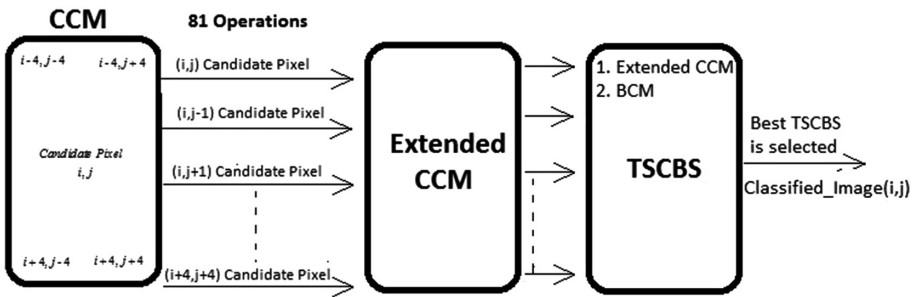 CCM
81 Operations
i-4,j-4
i-4,j+4
Candidate Pixel
i,j
i+4,j-4
i+4,j+4
(i,j) Candidate Pixel
(i,j-1) Candidate Pixel
(i,j+1) Candidate Pixel
(i+4,j+4) Candidate Pixel
Extended
CCM
1. Extended CCM
2. BCM
TSCBS
Best TSCBS
is selected
Classified_Image(i,j)